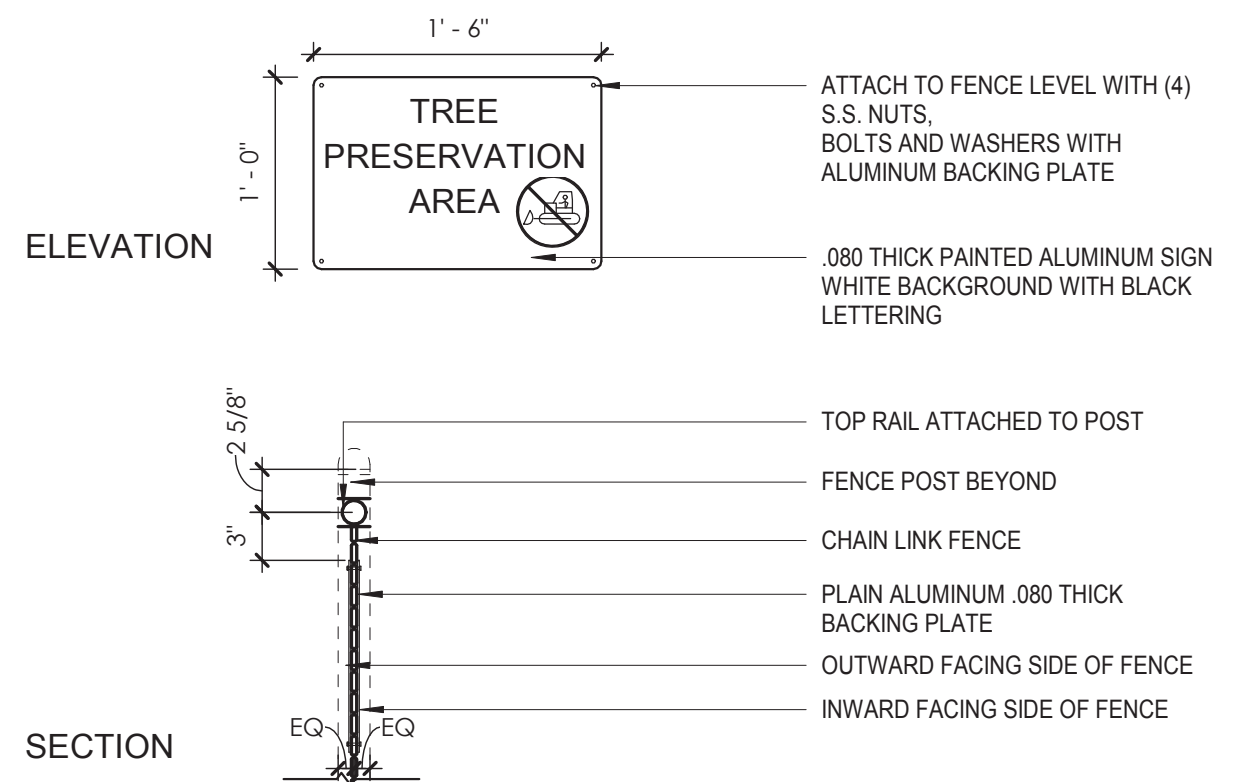 1' - 6"
TREE
PRESERVATION
AREA
1' - 0"
ELEVATION
ATTACH TO FENCE LEVEL WITH (4)
S.S. NUTS,
BOLTS AND WASHERS WITH
ALUMINUM BACKING PLATE
.080 THICK PAINTED ALUMINUM SIGN
WHITE BACKGROUND WITH BLACK
LETTERING
2 5/8"
3"
TOP RAIL ATTACHED TO POST
FENCE POST BEYOND
CHAIN LINK FENCE
PLAIN ALUMINUM .080 THICK
BACKING PLATE
OUTWARD FACING SIDE OF FENCE
INWARD FACING SIDE OF FENCE
EQ EQ
SECTION